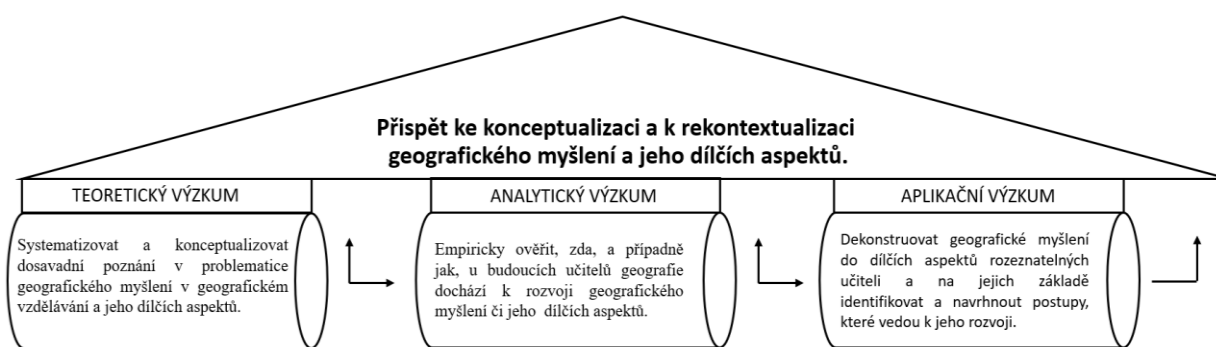 Přispět ke konceptualizaci a k rekontextualizaci
geografického myšlení a jeho dílčích aspektů.
TEORETICKÝ VÝZKUM
Systematizovat a konceptualizovat
dosavadní poznání v problematice
geografického myšlení v geografickém
vzdělávání a jeho dílčích aspektů.
ANALYTICKÝ VÝZKUM
Empiricky ověřit, zda, a případně
jak, u budoucích učitelů geografie
dochází k rozvoji geografického
myšlení či jeho dílčích aspektů.
APLIKAČNÍ VÝZKUM
Dekonstruovat geografické myšlení
do dílčích aspektů rozeznatelných
učiteli a na jejich základě
identifikovat a navrhnout postupy,
které vedou k jeho rozvoji.